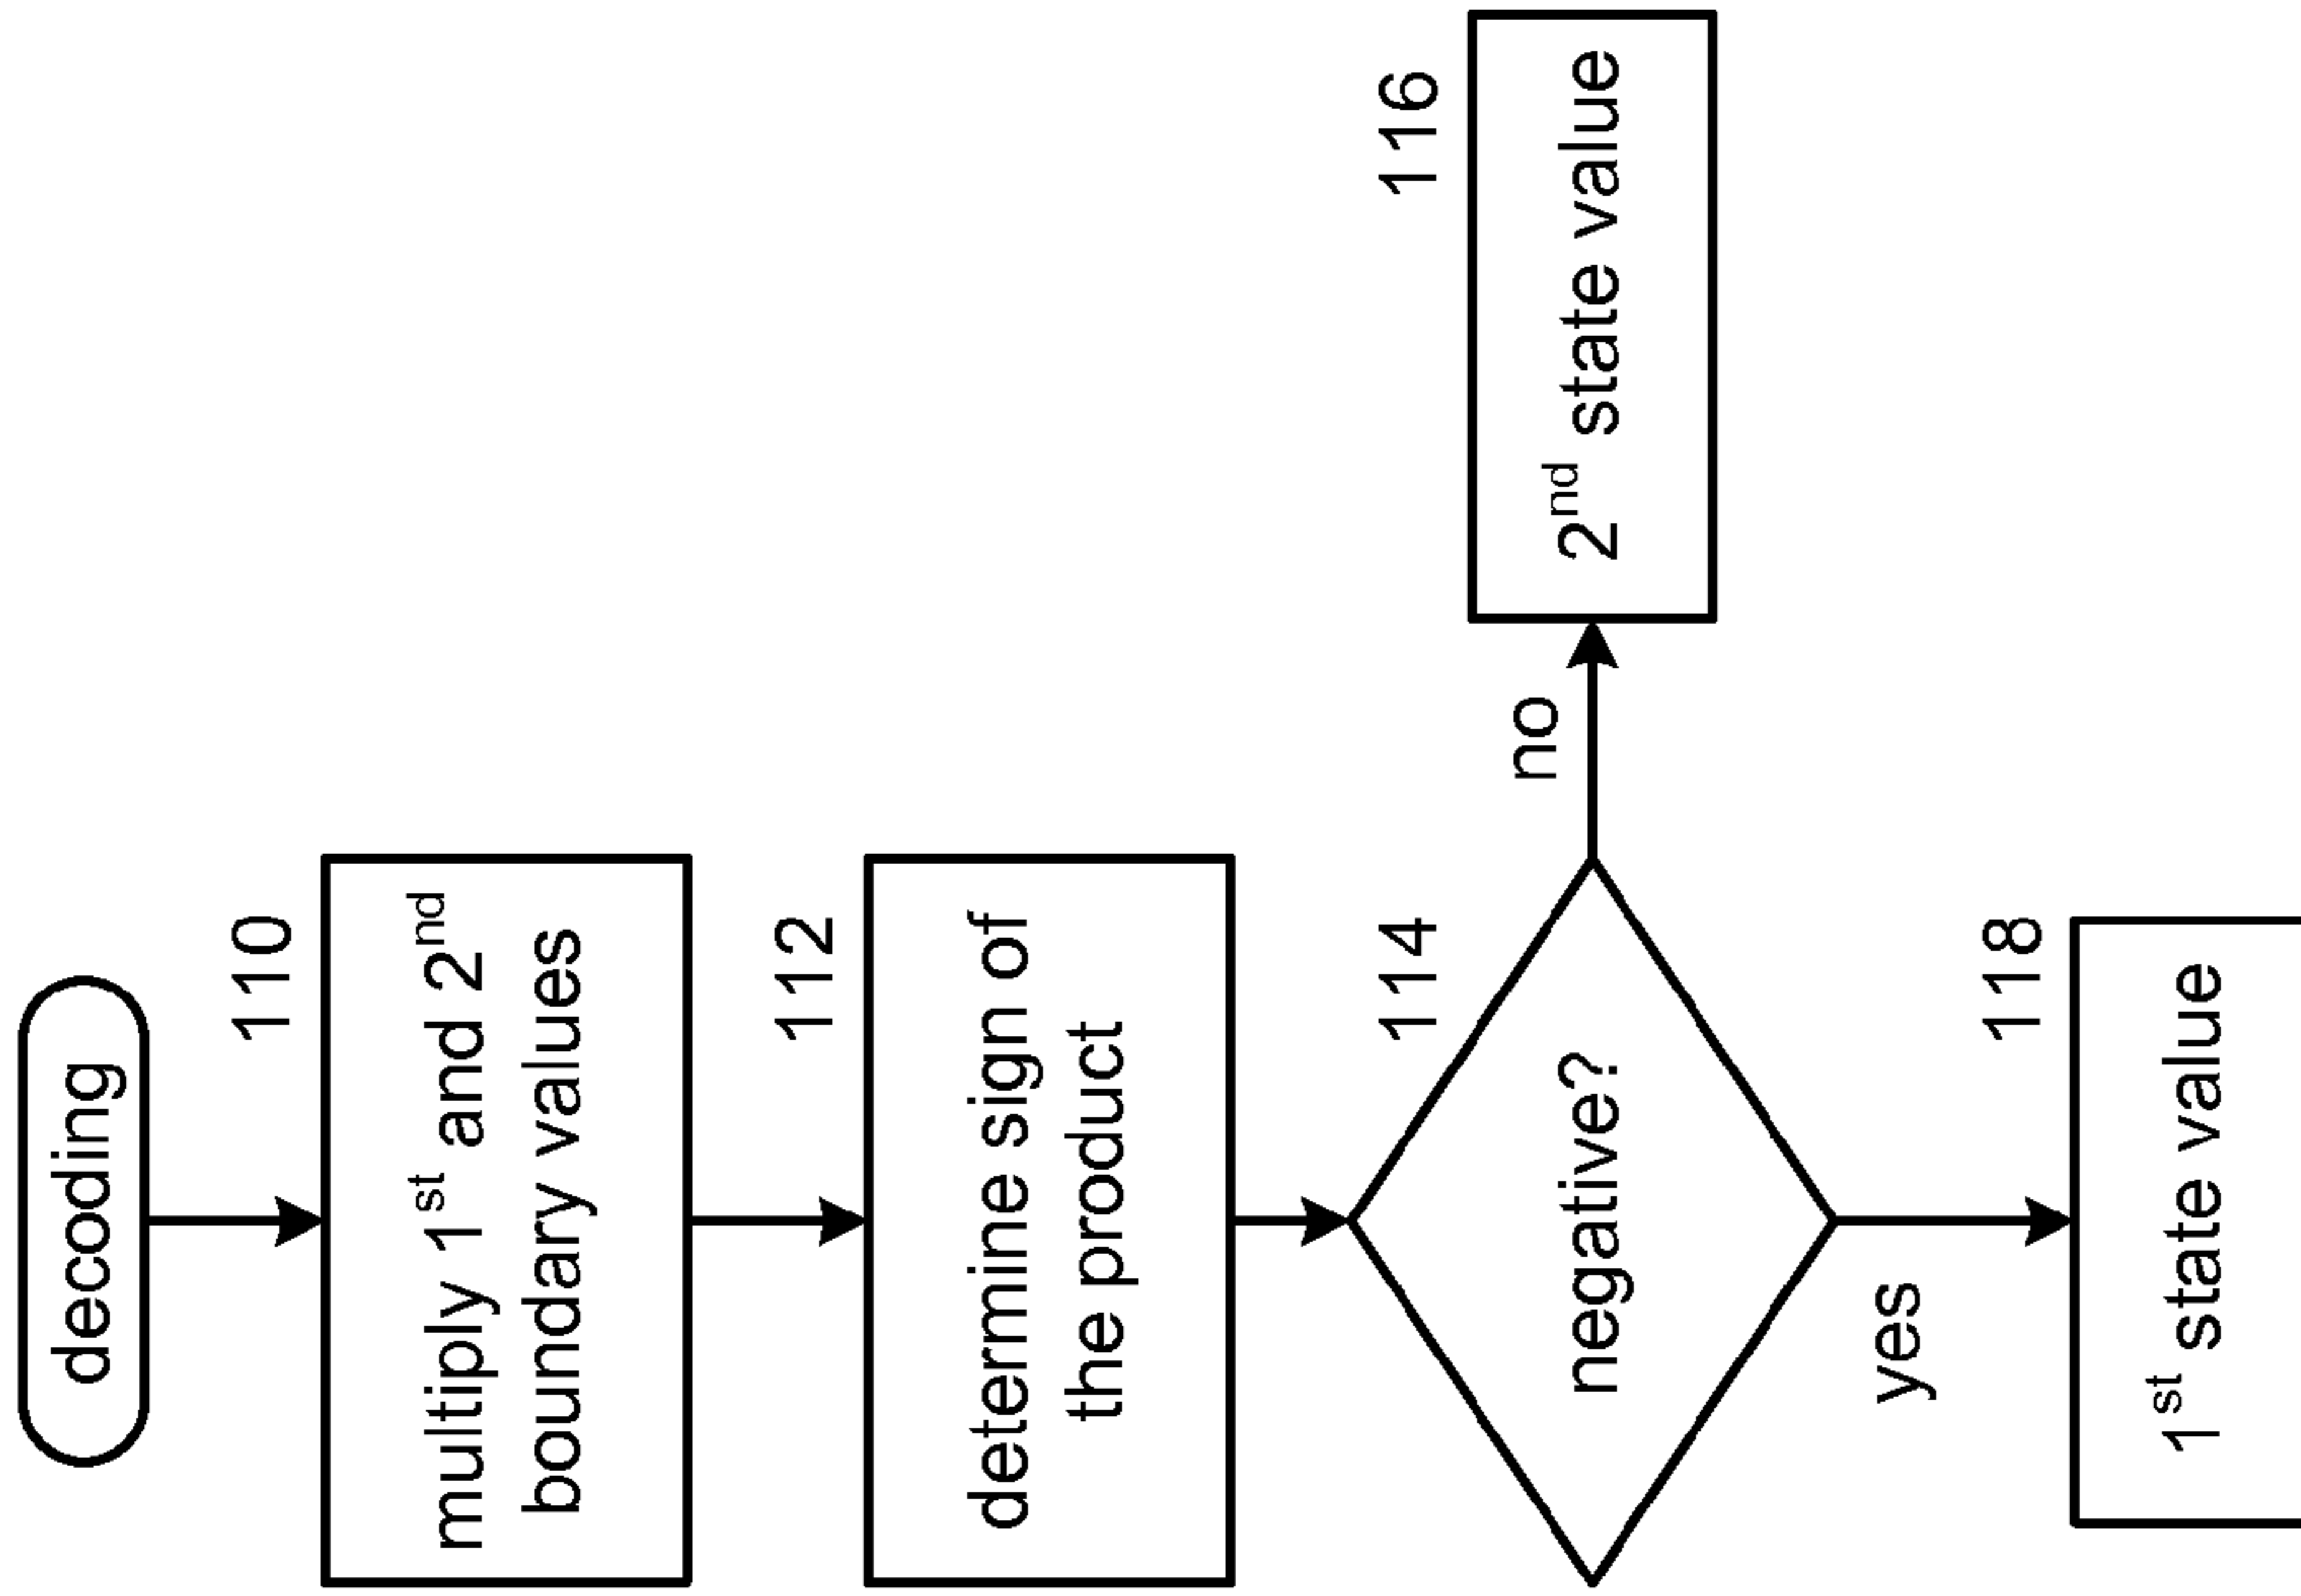 decoding
110
multiply 1st and 2nd
boundary values
112
determine sign of
the product
114
negative?
no
116
2nd state value
yes
118
1st state value